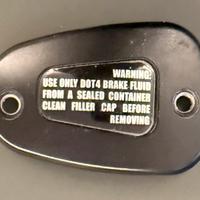 WARNING:
USE ONLY DOT4 BRAKE FLUID
FROM A SEALED CONTAINER
CLEAN FILLER CAP BEFORE
REMOVING